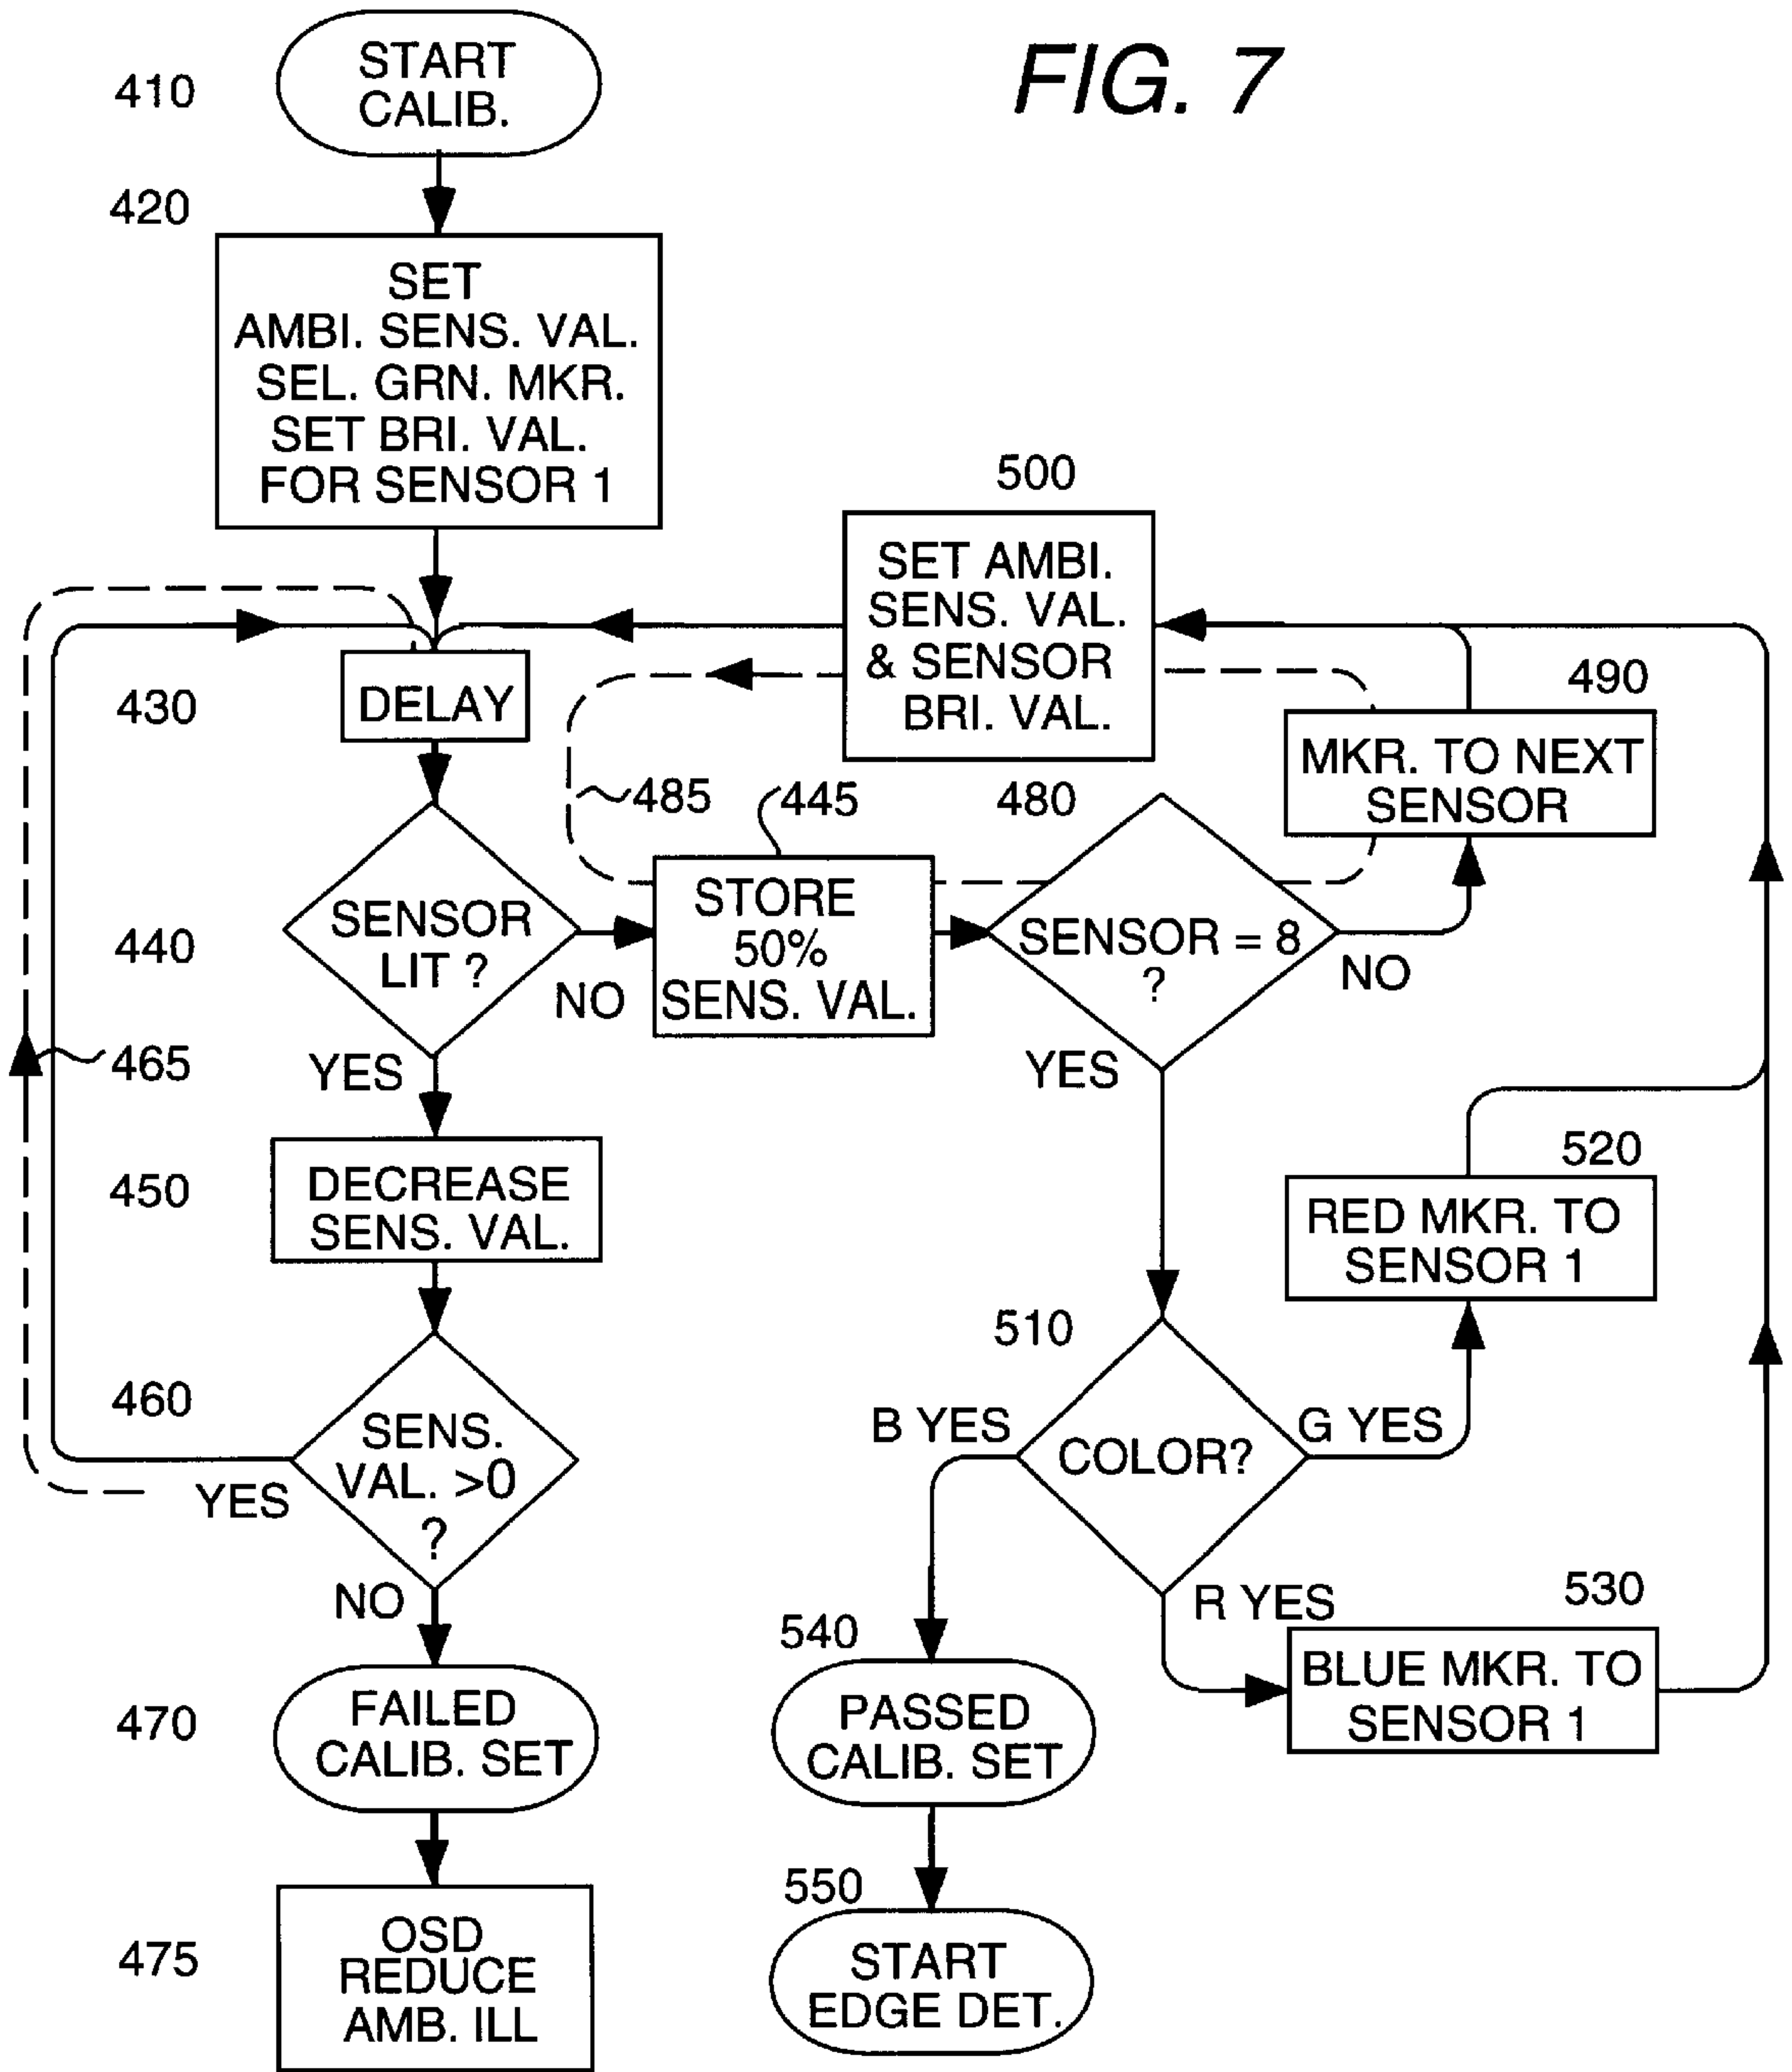 FIG. 7
410
START
CALIB.
420
SET
AMBI. SENS. VAL.
SEL. GRN. MKR.
SET BRI. VAL.
FOR SENSOR 1
500
SET AMBI.
SENS. VAL.
& SENSOR
BRI. VAL.
430
DELAY
490
MKR. TO NEXT
SENSOR
485
445
480
440
SENSOR
LIT ?
NO
STORE
50%
SENS. VAL.
SENSOR = 8
?
NO
465
YES
YES
450
DECREASE
SENS. VAL.
520
RED MKR. TO
SENSOR 1
510
460
SENS.
VAL. >0
?
YES
B YES
COLOR?
G YES
NO
R YES
530
BLUE MKR. TO
SENSOR 1
470
FAILED
CALIB. SET
540
PASSED
CALIB. SET
475
OSD
REDUCE
AMB. ILL
550
START
EDGE DET.